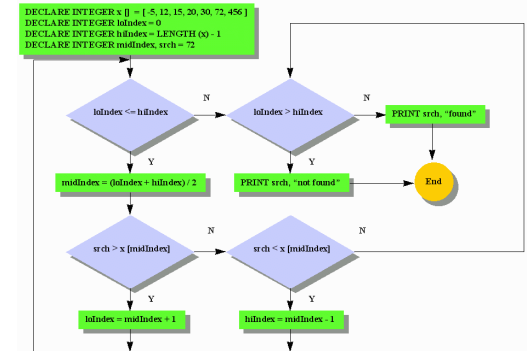 DECLARE INTEGER x [] = [ -5, 12, 15, 20, 30, 72, 456 ]
DECLARE INTEGER loIndex = 0
DECLARE INTEGER hiIndex = LENGTH (x) - 1
DECLARE INTEGER midIndex, srch = 72
loIndex <= hiIndex
N
loIndex > hiIndex
N
PRINT srch, "found"
Y
Y
midIndex = (loIndex + hiIndex) / 2
PRINT srch, "not found"
End
srch > x [midIndex]
N
srch < x [midIndex]
N
Y
Y
loIndex = midIndex + 1
hiIndex = midIndex - 1